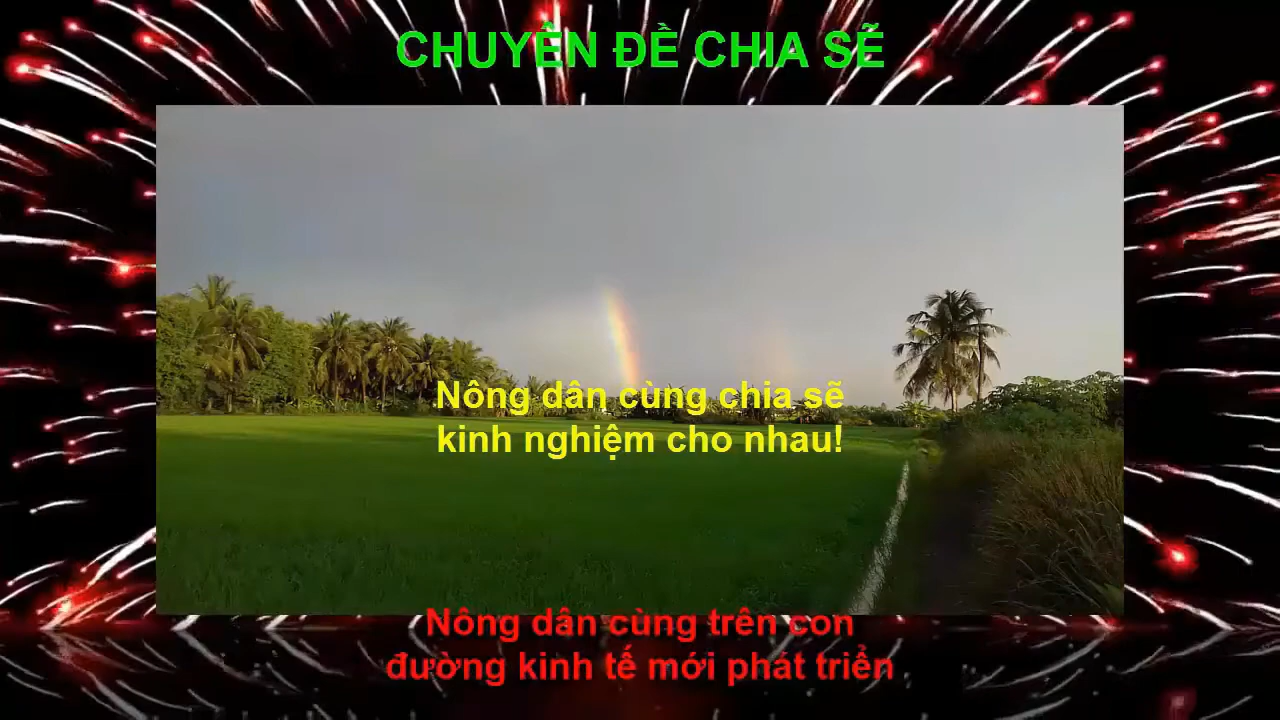 CHUYÊN ĐỀ CHIA SẼ
Nông dân cùng chia sẽ
kinh nghiệm cho nhau!
Nông dân cùng trên con
đường kinh tế mới phát triển